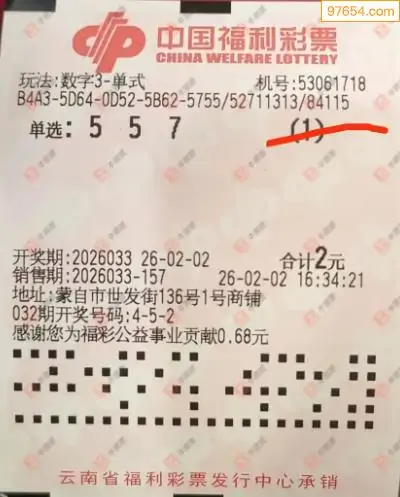 97654.com
中国福利彩票
CHINA WELFARE LOTTERY
玩法:数字3-单式 机号:53061718
B4A3-5D64-0D52-5B62-5755/52711313/84115
单选: 5 5 7 (1)
开奖期:2026033 26-02-02 合计2元
销售期:2026033-157 26-02-02 16:34:21
地址:蒙自市世发街136号1号商铺
032期开奖号码:4-5-2
感谢您为福彩公益事业贡献0.68元
云南省福利彩票发行中心承销